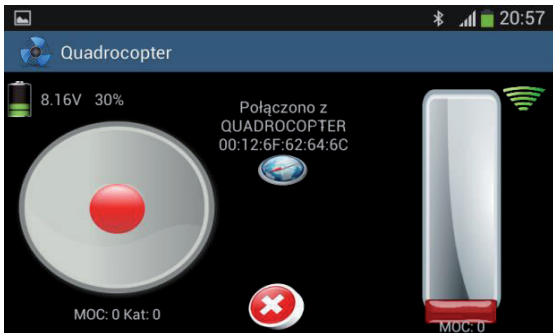 20:57
Quadrocopter
8.16V 30%
Połączono z
QUADROCOPTER
00:12:6F:62:64:6C
MOC: 0 Kat: 0
MOC: 0